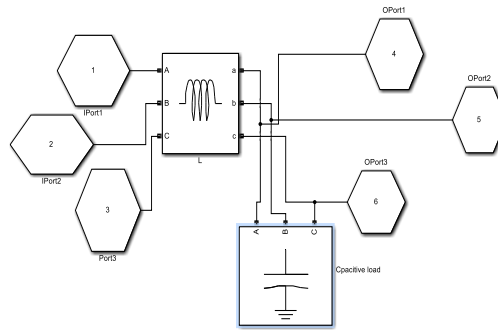 OPort1
4
1
A
a
IPort1
OPort2
B
b
5
2
C
c
L
OPort3
IPort2
3
6
Port3
A
B
C
Cpacitive load